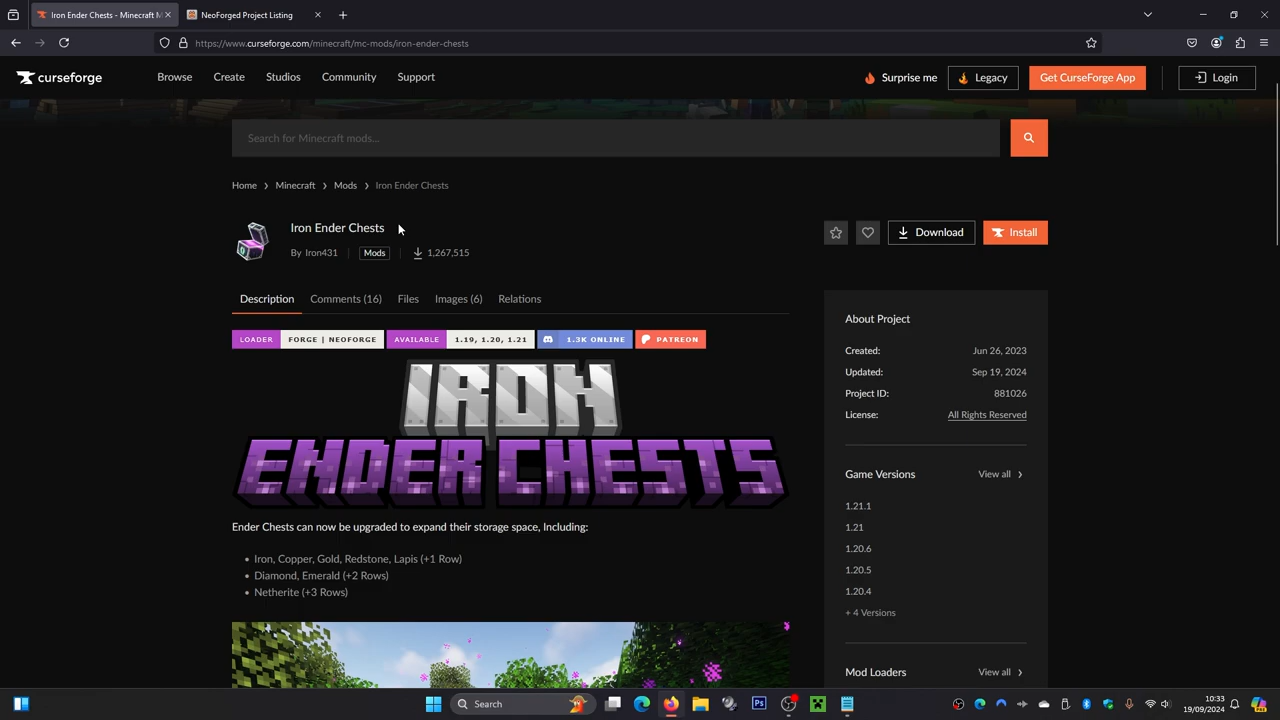 Iron Ender Chests - Minecraft M
NeoForged Project Listing
https://www.curseforge.com/minecraft/mc-mods/iron-ender-chests
curseforge
Browse
Create
Studios
Community
Support
Surprise me
Legacy
Get CurseForge App
Login
Search for Minecraft mods...
Home
Minecraft
Mods
Iron Ender Chests
Iron Ender Chests
By Iron431
Mods
1,267,515
Download
Install
Description
Comments (16)
Files
Images (6)
Relations
LOADER FORGE | NEOFORGE
AVAILABLE 1.19, 1.20, 1.21
1.3K ONLINE
PATREON
IRON
ENDER CHESTS
Ender Chests can now be upgraded to expand their storage space, Including:
Iron, Copper, Gold, Redstone, Lapis (+1 Row)
Diamond, Emerald (+2 Rows)
Netherite (+3 Rows)
About Project
Created: Jun 26, 2023
Updated: Sep 19, 2024
Project ID: 881026
License: All Rights Reserved
Game Versions View all
1.21.1
1.21
1.20.6
1.20.5
1.20.4
+ 4 Versions
Mod Loaders View all
Search
10:33
19/09/2024